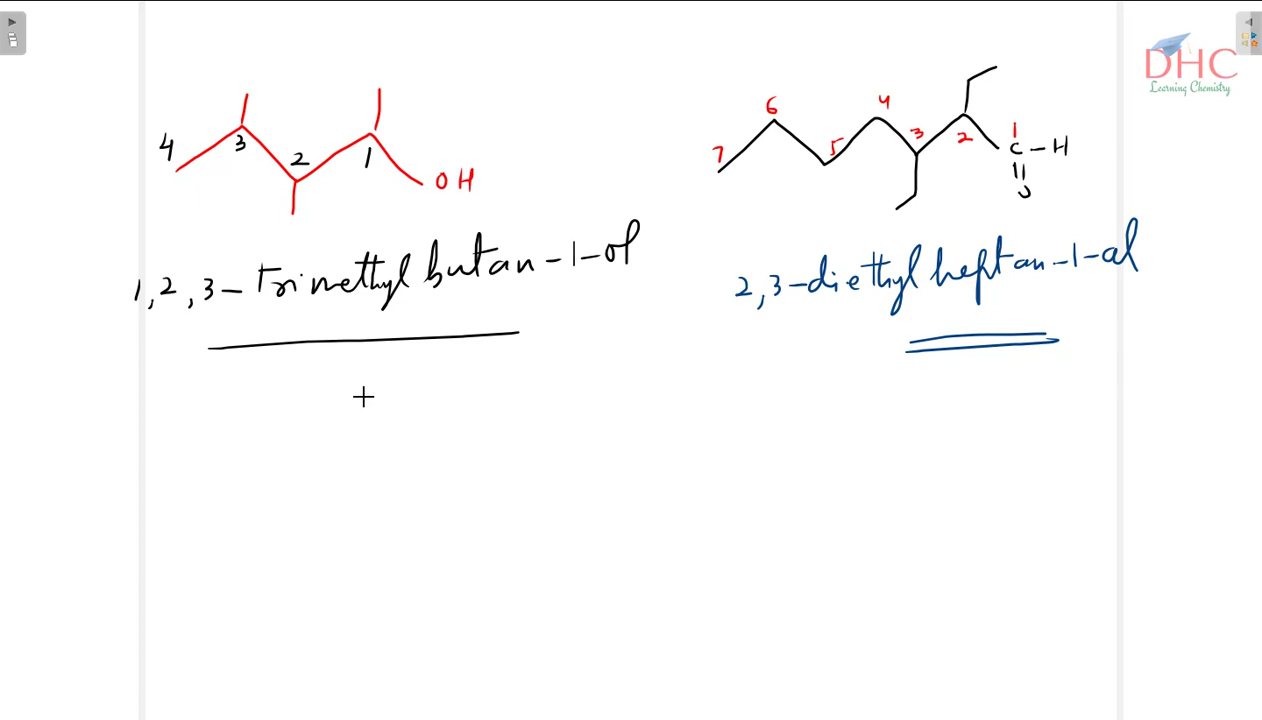 DHC
Learning Chemistry
4 3 2 1 OH
7 6 5 4 3 2 1 C-H
O
1,2,3-trimethyl butan-1-ol
2,3-diethyl heptan-1-al
+